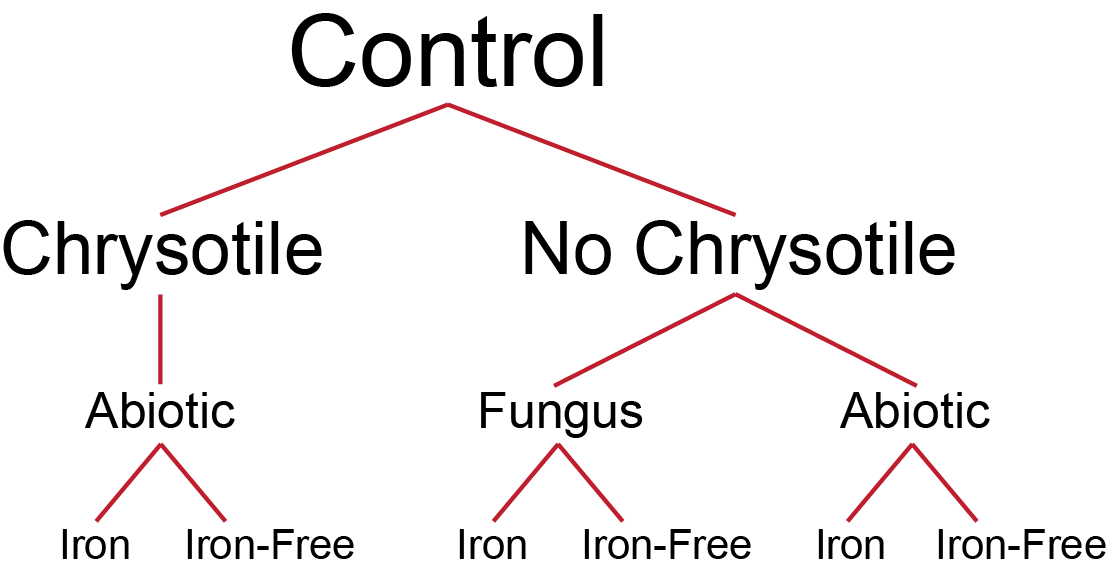 Control
Chrysotile No Chrysotile
Abiotic Fungus Abiotic
Iron Iron-Free Iron Iron-Free Iron Iron-Free